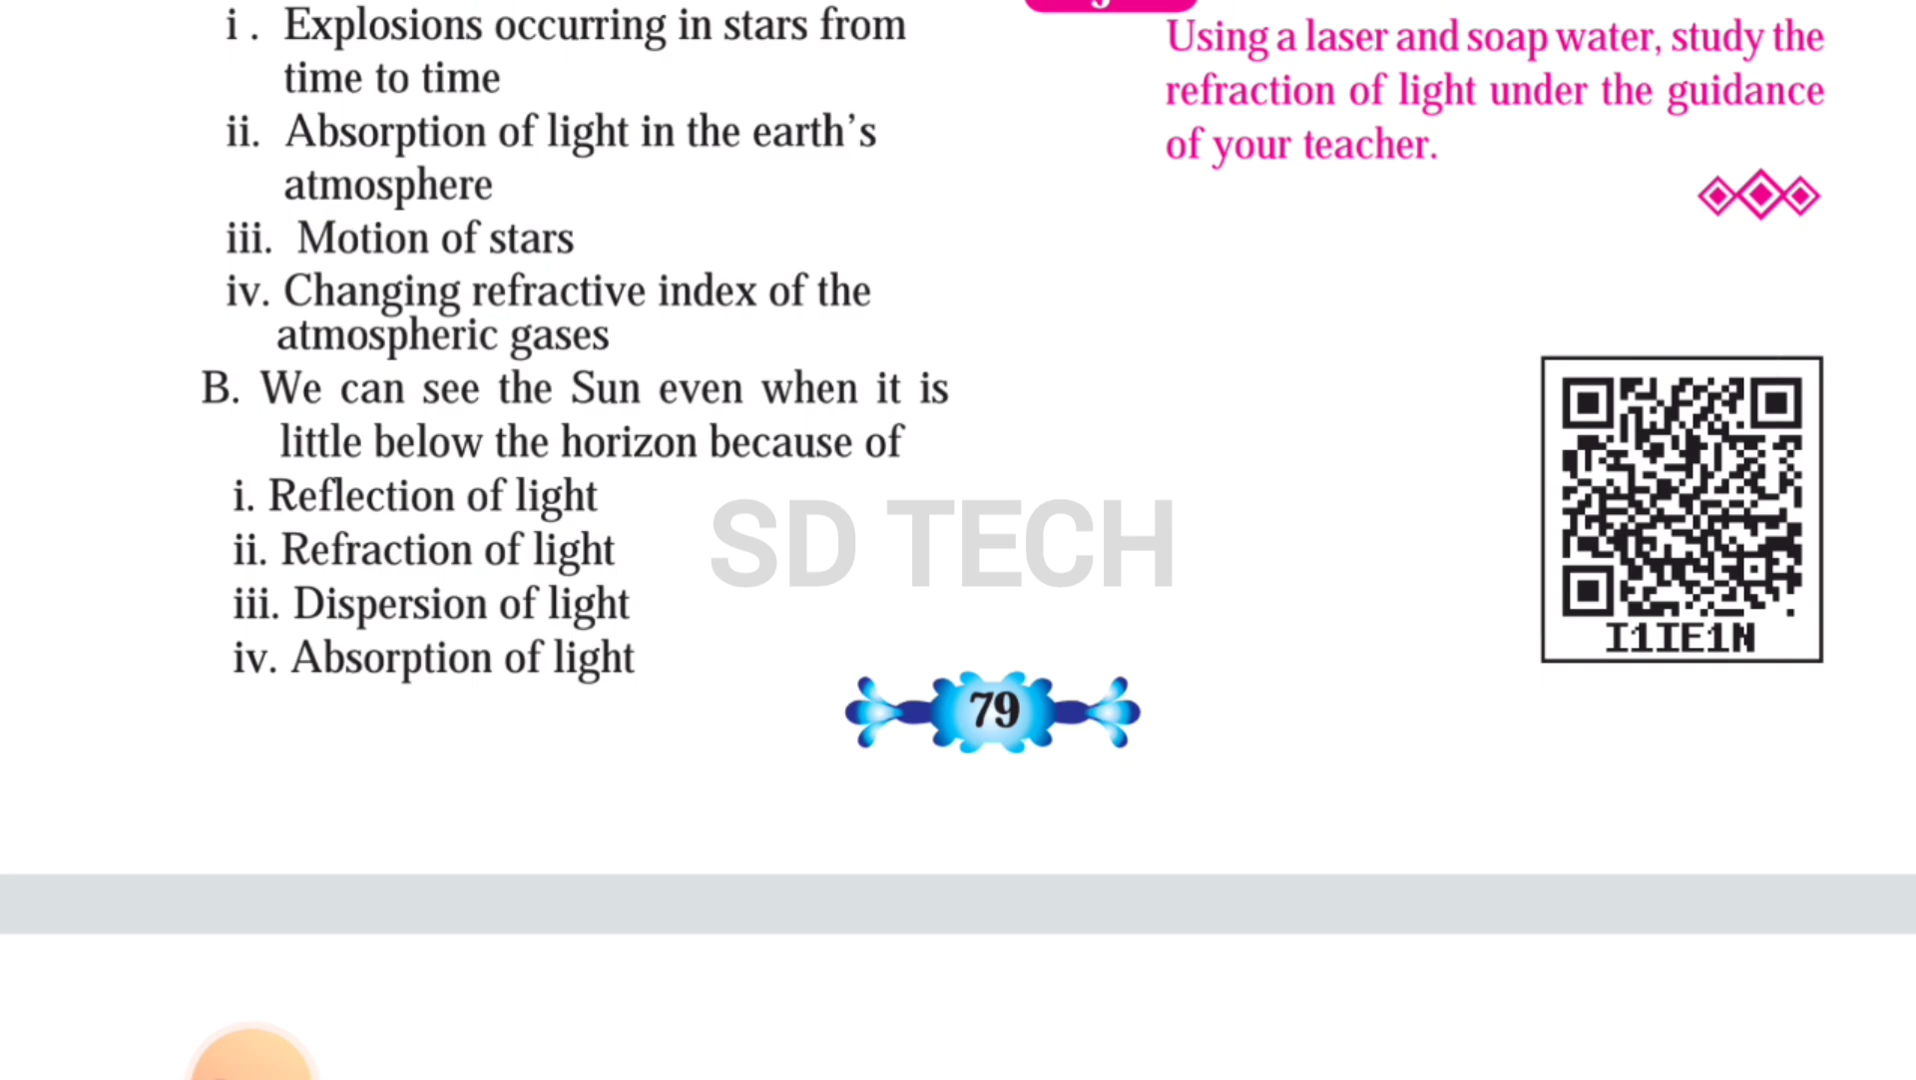 i . Explosions occurring in stars from
time to time
ii. Absorption of light in the earth's
atmosphere
iii. Motion of stars
iv. Changing refractive index of the
atmospheric gases
B. We can see the Sun even when it is
little below the horizon because of
i. Reflection of light
ii. Refraction of light
iii. Dispersion of light
iv. Absorption of light
Using a laser and soap water, study the
refraction of light under the guidance
of your teacher.
I1IE1N
SD TECH
79